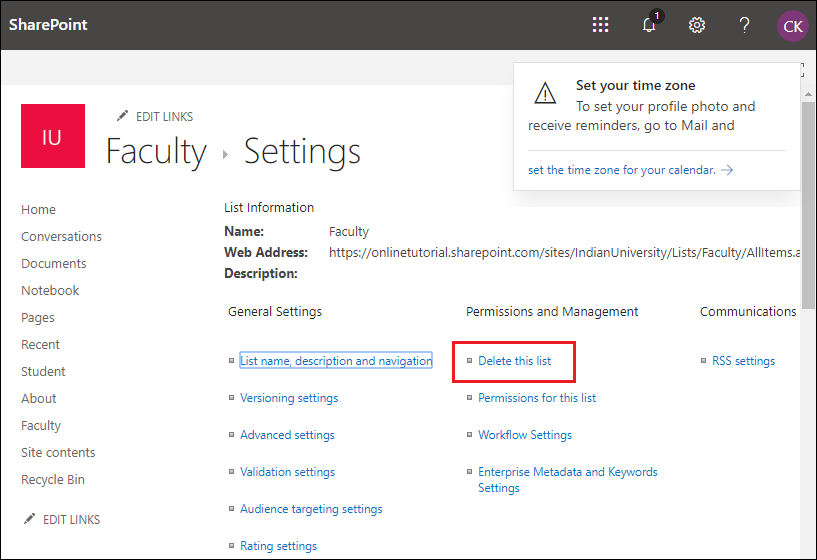 SharePoint
1
CK
Set your time zone
To set your profile photo and
receive reminders, go to Mail and
set the time zone for your calendar.
IU
EDIT LINKS
Faculty ▸ Settings
Home
Conversations
Documents
Notebook
Pages
Recent
Student
About
Faculty
Site contents
Recycle Bin
EDIT LINKS
List Information
Name: Faculty
Web Address: https://onlinetutorial.sharepoint.com/sites/IndianUniversity/Lists/Faculty/AllItems.a
Description:
General Settings
List name, description and navigation
Versioning settings
Advanced settings
Validation settings
Audience targeting settings
Rating settings
Permissions and Management
Delete this list
Permissions for this list
Workflow Settings
Enterprise Metadata and Keywords
Settings
Communications
RSS settings